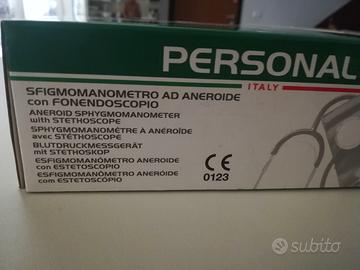 PERSONAL
ITALY
SFIGMOMANOMETRO AD ANEROIDE
con FONENDOSCOPIO
ANEROID SPHYGMOMANOMETER
with STETHOSCOPE
SPHYGMOMANOMÈTRE À ANÉROÏDE
avec STÉTHOSCOPE
BLUTDRUCKMESSGERÄT
mit STETHOSKOP
ESFIGMOMANÓMETRO ANEROIDE
con ESTETOSCOPIO
ESFIGMOMANÓMETRO ANERÓIDE
com ESTETOSCÓPIO
CE
0123
subito